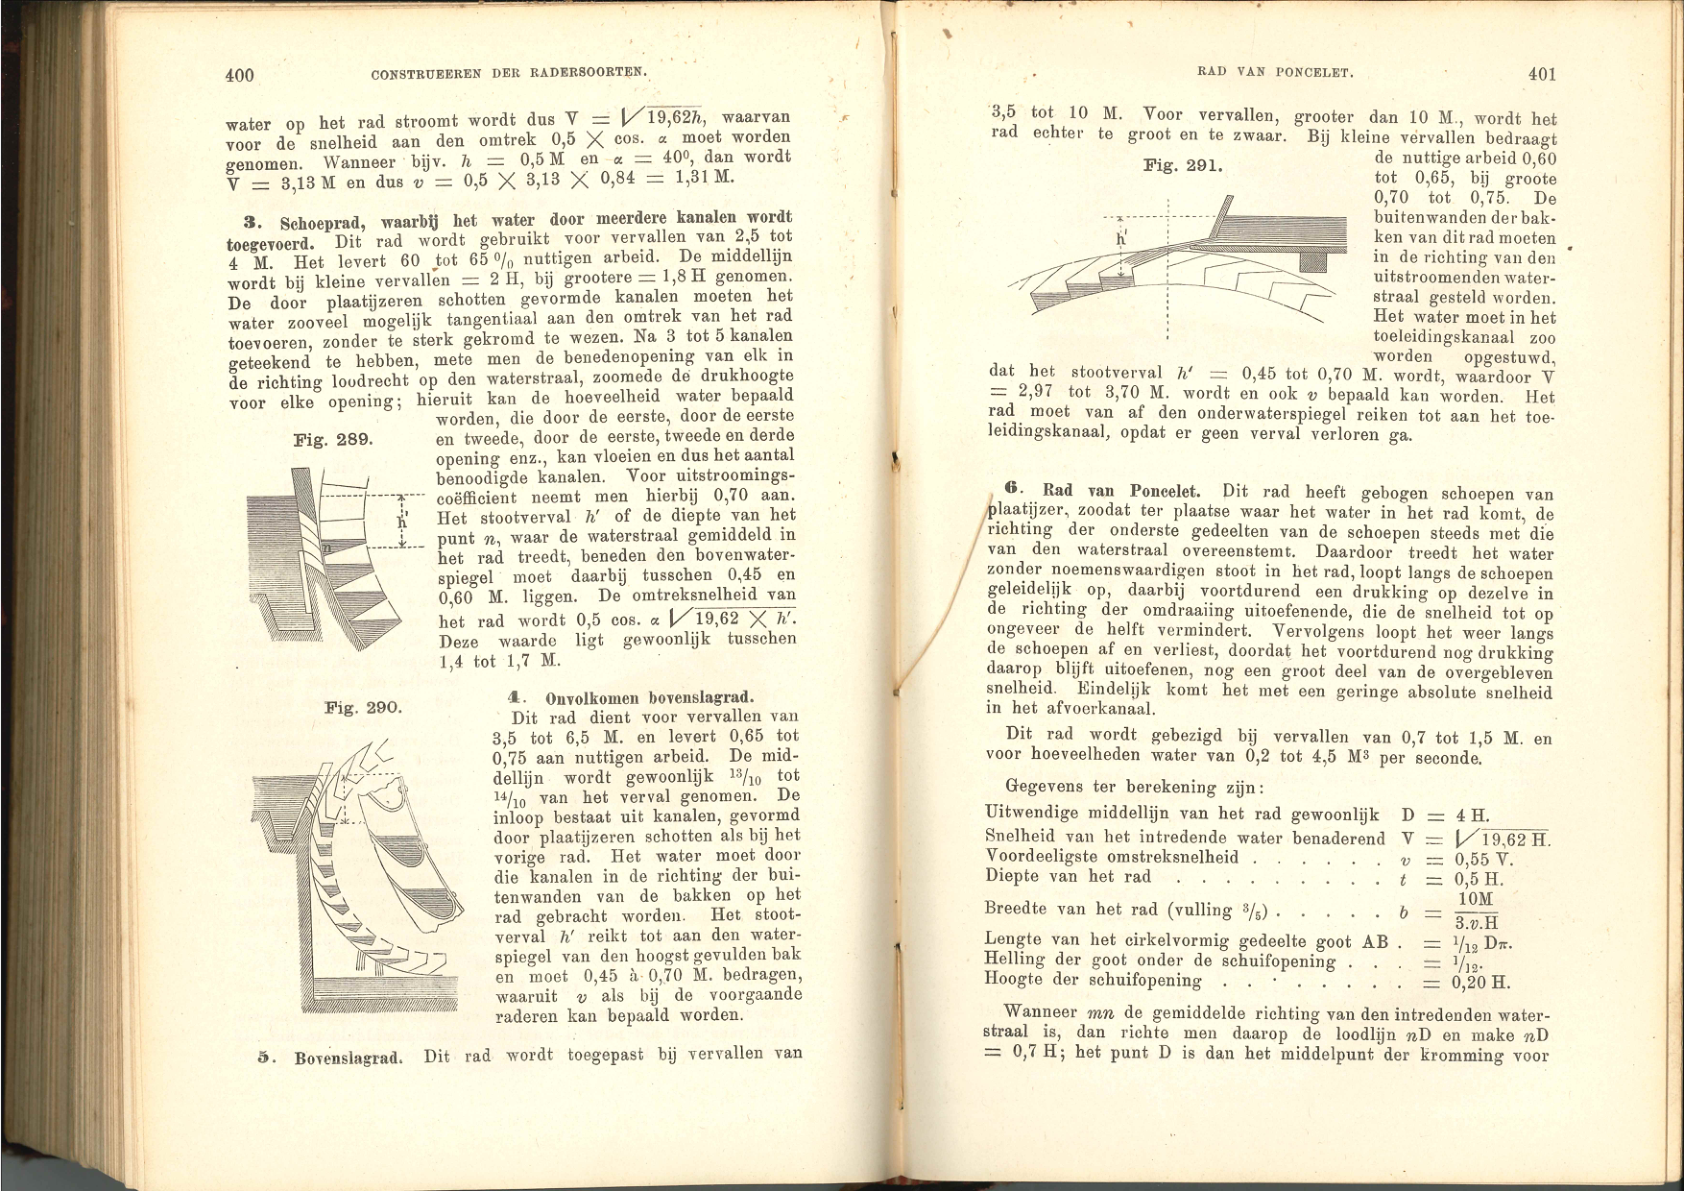 400 CONSTRUEEREN DER RADERSOORTEN.
water op het rad stroomt wordt dus V = √19,62h, waarvan
voor de snelheid aan den omtrek 0,5 × cos. α moet worden
genomen. Wanneer bijv. h = 0,5 M en α = 40⁰, dan wordt
V = 3,13 M en dus v = 0,5 × 3,13 × 0,84 = 1,31 M.
3. Schoeprad, waarbij het water door meerdere kanalen wordt
toegevoerd. Dit rad wordt gebruikt voor vervallen van 2,5 tot
4 M. Het levert 60 tot 65 % nuttigen arbeid. De middellijn
wordt bij kleine vervallen = 2 H, bij grootere = 1,8 H genomen.
De door plaatijzeren schotten gevormde kanalen moeten het
water zooveel mogelijk tangentiaal aan den omtrek van het rad
toevoeren, zonder te sterk gekromd te wezen. Na 3 tot 5 kanalen
geteekend te hebben, mete men de benedenopening van elk in
de richting loodrecht op den waterstraal, zoomede de drukhoogte
voor elke opening; hieruit kan de hoeveelheid water bepaald
worden, die door de eerste, door de eerste
Fig. 289.
en tweede, door de eerste, tweede en derde
opening enz., kan vloeien en dus het aantal
benoodigde kanalen. Voor uitstroomings-
coëfficient neemt men hierbij 0,70 aan.
Het stootverval h' of de diepte van het
h'
punt n, waar de waterstraal gemiddeld in
n
het rad treedt, beneden den bovenwater-
spiegel moet daarbij tusschen 0,45 en
0,60 M. liggen. De omtreksnelheid van
het rad wordt 0,5 cos. α √19,62 × h'.
Deze waarde ligt gewoonlijk tusschen
1,4 tot 1,7 M.
4. Onvolkomen bovenslagrad.
Fig. 290.
Dit rad dient voor vervallen van
3,5 tot 6,5 M. en levert 0,65 tot
0,75 aan nuttigen arbeid. De mid-
dellijn wordt gewoonlijk ¹³/₁₀ tot
¹⁴/₁₀ van het verval genomen. De
inloop bestaat uit kanalen, gevormd
door plaatijzeren schotten als bij het
vorige rad. Het water moet door
die kanalen in de richting der bui-
tenwanden van de bakken op het
rad gebracht worden. Het stoot-
verval h' reikt tot aan den water-
spiegel van den hoogst gevulden bak
en moet 0,45 à 0,70 M. bedragen,
waaruit v als bij de voorgaande
raderen kan bepaald worden.
5. Bovenslagrad. Dit rad wordt toegepast bij vervallen van
RAD VAN PONCELET. 401
3,5 tot 10 M. Voor vervallen, grooter dan 10 M., wordt het
rad echter te groot en te zwaar. Bij kleine vervallen bedraagt
Fig. 291.
de nuttige arbeid 0,60
tot 0,65, bij groote
0,70 tot 0,75. De
buitenwanden der bak-
h'
ken van dit rad moeten
in de richting van den
uitstroomenden water-
straal gesteld worden.
Het water moet in het
toeleidingskanaal zoo
worden opgestuwd,
dat het stootverval h' = 0,45 tot 0,70 M. wordt, waardoor V
= 2,97 tot 3,70 M. wordt en ook v bepaald kan worden. Het
rad moet van af den onderwaterspiegel reiken tot aan het toe-
leidingskanaal, opdat er geen verval verloren ga.
6. Rad van Poncelet. Dit rad heeft gebogen schoepen van
plaatijzer, zoodat ter plaatse waar het water in het rad komt, de
richting der onderste gedeelten van de schoepen steeds met die
van den waterstraal overeenstemt. Daardoor treedt het water
zonder noemenswaardigen stoot in het rad, loopt langs de schoepen
geleidelijk op, daarbij voortdurend een drukking op dezelve in
de richting der omdraaiing uitoefenende, die de snelheid tot op
ongeveer de helft vermindert. Vervolgens loopt het weer langs
de schoepen af en verliest, doordat het voortdurend nog drukking
daarop blijft uitoefenen, nog een groot deel van de overgebleven
snelheid. Eindelijk komt het met een geringe absolute snelheid
in het afvoerkanaal.
Dit rad wordt gebezigd bij vervallen van 0,7 tot 1,5 M. en
voor hoeveelheden water van 0,2 tot 4,5 M³ per seconde.
Gegevens ter berekening zijn:
Uitwendige middellijn van het rad gewoonlijk D = 4 H.
Snelheid van het intredende water benaderend V = √19,62 H.
Voordeeligste omstreksnelheid . . . . . . v = 0,55 V.
Diepte van het rad . . . . . . . . . t = 0,5 H.
Breedte van het rad (vulling ³/₅) . . . . . b = 10M / 3.v.H
Lengte van het cirkelvormig gedeelte goot AB . = ¹/₁₂ Dπ.
Helling der goot onder de schuifopening . . . = ¹/₁₂.
Hoogte der schuifopening . . . . . . . . = 0,20 H.
Wanneer mn de gemiddelde richting van den intredenden water-
straal is, dan richte men daarop de loodlijn nD en make nD
= 0,7 H; het punt D is dan het middelpunt der kromming voor